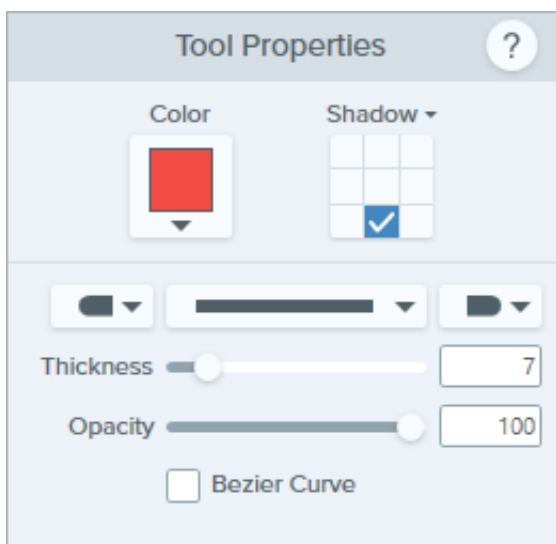 Tool Properties ?
Color Shadow
Thickness 7
Opacity 100
Bezier Curve